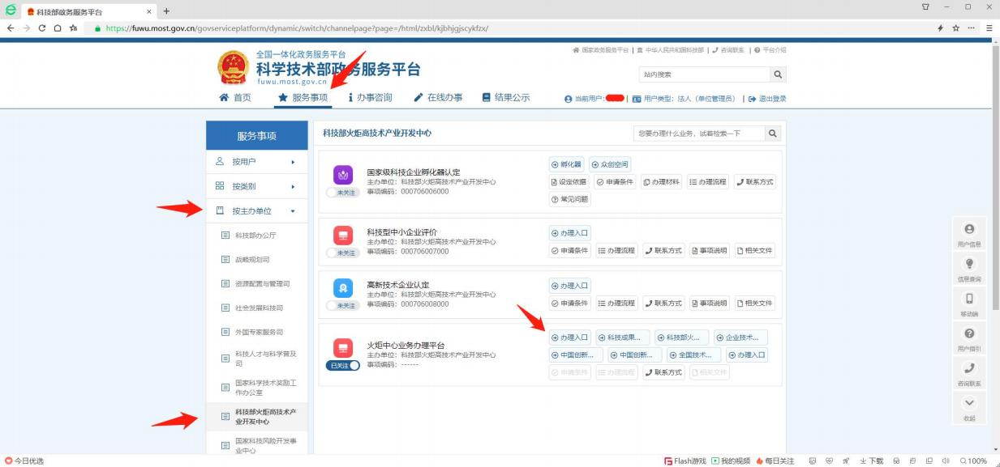 科技部政务服务平台
https://fuwu.most.gov.cn/govserviceplatform/dynamic/switch/channelpage?page=/html/zxbl/kjbhjgjscykfzx/
国家政务服务平台 | 中华人民共和国科技部 | 咨询联系 | 平台介绍
全国一体化政务服务平台
科学技术部政务服务平台
fuwu.most.gov.cn
站内搜索
首页 服务事项 办事咨询 在线办事 结果公示
当前用户: | 用户类型：法人（单位管理员） | 退出登录
服务事项
按用户
按类别
按主办单位
科技部办公厅
战略规划司
资源配置与管理司
社会发展科技司
外国专家服务司
科技人才与科学普及
司
国家科学技术奖励工
作办公室
科技部火炬高技术产
业开发中心
国家科技风险开发事
业中心
科技部火炬高技术产业开发中心
您要办理什么业务，试着检索一下
国家级科技企业孵化器认定
主办单位：科技部火炬高技术产业开发中心
事项编码：000706006000
未关注
孵化器 众创空间
设定依据 申请条件 办理材料 办理流程 联系方式
常见问题
科技型中小企业评价
主办单位：科技部火炬高技术产业开发中心
事项编码：000706007000
未关注
办理入口
申请条件 办理流程 联系方式 事项说明 相关文件
高新技术企业认定
主办单位：科技部火炬高技术产业开发中心
事项编码：000706008000
未关注
办理入口
申请条件 办理流程 联系方式 事项说明 相关文件
火炬中心业务办理平台
主办单位：科技部火炬高技术产业开发中心
事项编码：------
已关注
办理入口 科技成果... 科技部火... 企业技术...
中国创新... 中国创新... 全国技术... 办理入口
申请条件 办理流程 联系方式 相关文件
用户信息
信息查询
移动端
用户指引
咨询联系
收起
今日优选
Flash游戏 我的视频 每日关注 下载 100%